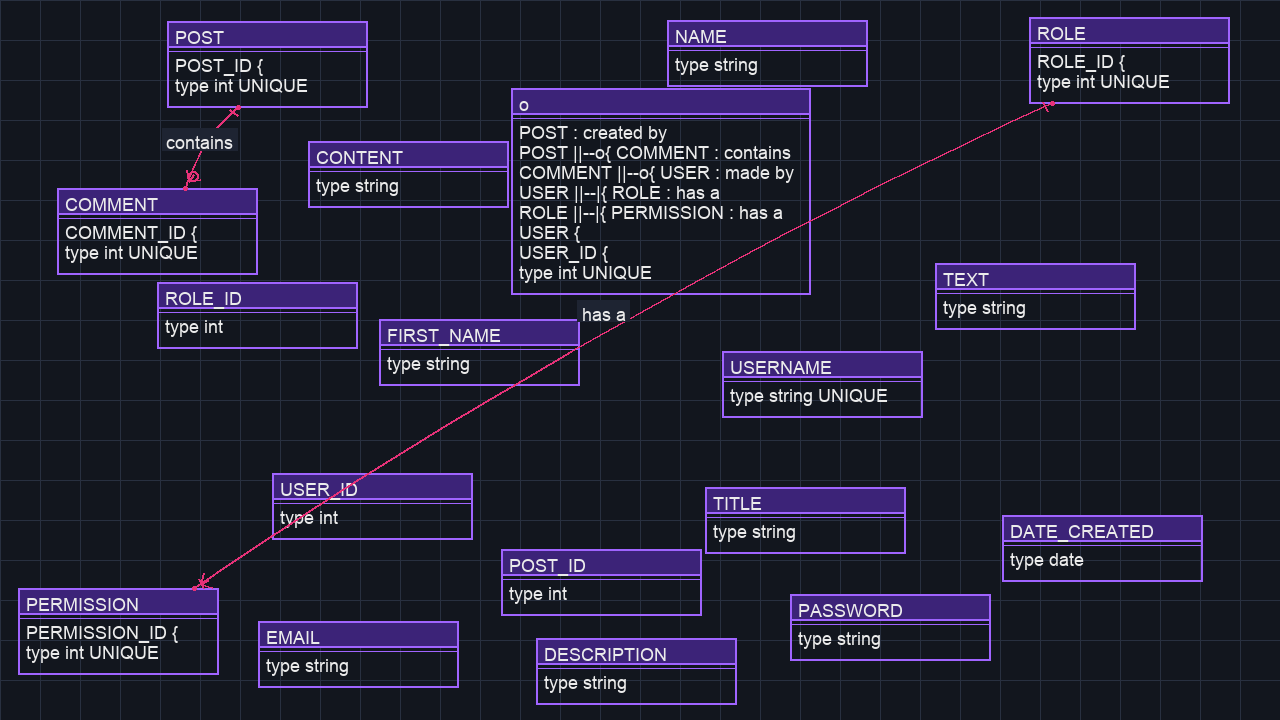 POST
POST_ID {
type int UNIQUE
NAME
type string
ROLE
ROLE_ID {
type int UNIQUE
contains
CONTENT
type string
o
POST : created by
POST ||--o{ COMMENT : contains
COMMENT ||--o{ USER : made by
USER ||--|{ ROLE : has a
ROLE ||--|{ PERMISSION : has a
USER {
USER_ID {
type int UNIQUE
COMMENT
COMMENT_ID {
type int UNIQUE
ROLE_ID
type int
has a
FIRST_NAME
type string
TEXT
type string
USERNAME
type string UNIQUE
USER_ID
type int
TITLE
type string
DATE_CREATED
type date
POST_ID
type int
PERMISSION
PERMISSION_ID {
type int UNIQUE
EMAIL
type string
DESCRIPTION
type string
PASSWORD
type string